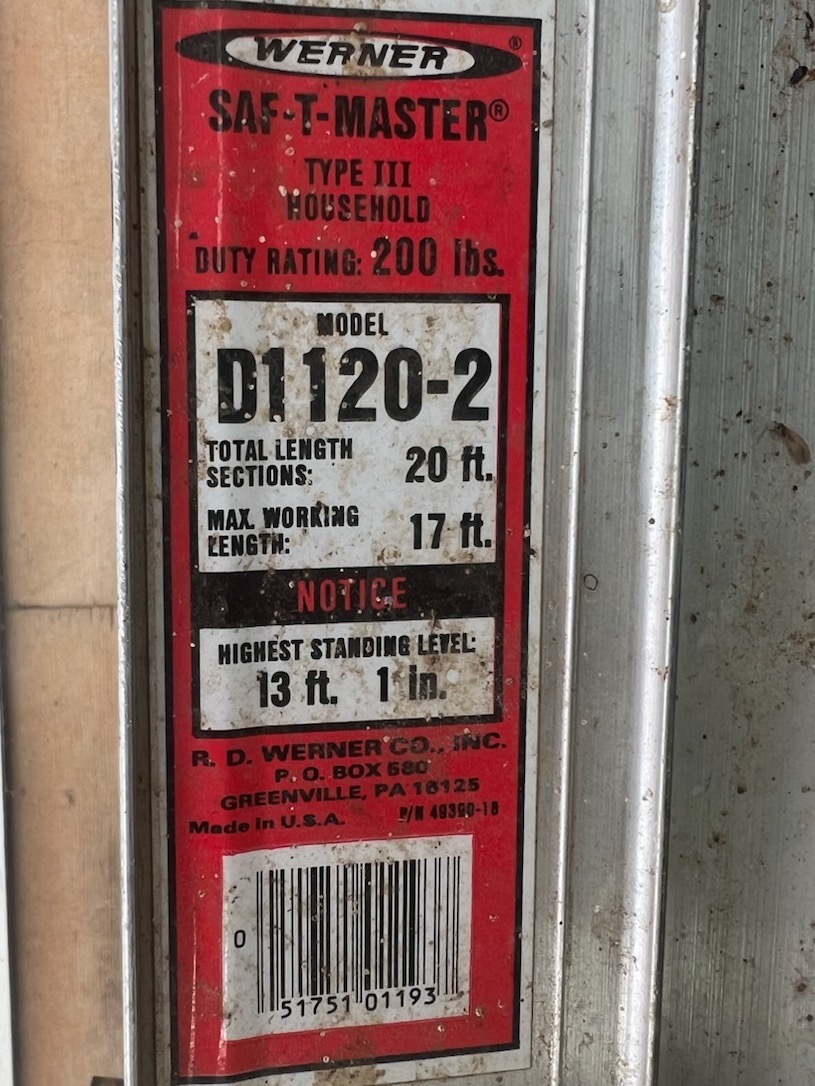 WERNER ®
SAF-T-MASTER®
TYPE III
HOUSEHOLD
DUTY RATING: 200 lbs.
MODEL
D1120-2
TOTAL LENGTH
SECTIONS: 20 ft.
MAX. WORKING
LENGTH: 17 ft.
NOTICE
HIGHEST STANDING LEVEL:
13 ft. 1 in.
R. D. WERNER CO., INC.
P. O. BOX 580
GREENVILLE, PA 16125
Made in U.S.A. P/N
0 51751 01193